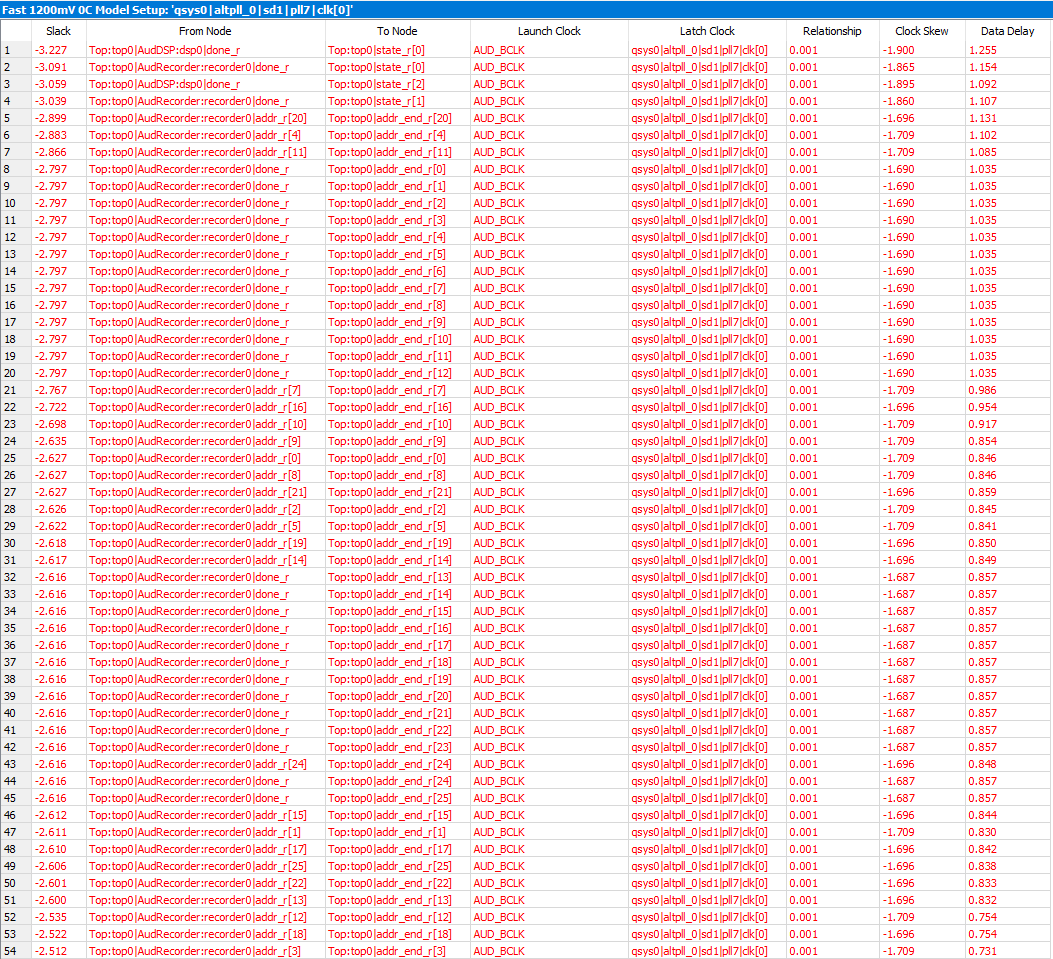 Fast 1200mV 0C Model Setup: 'qsys0|altpll_0|sd1|pll7|clk[0]'
Slack From Node To Node Launch Clock Latch Clock Relationship Clock Skew Data Delay
1 -3.227 Top:top0|AudDSP:dsp0|done_r Top:top0|state_r[0] AUD_BCLK qsys0|altpll_0|sd1|pll7|clk[0] 0.001 -1.900 1.255
2 -3.091 Top:top0|AudRecorder:recorder0|done_r Top:top0|state_r[0] AUD_BCLK qsys0|altpll_0|sd1|pll7|clk[0] 0.001 -1.865 1.154
3 -3.059 Top:top0|AudDSP:dsp0|done_r Top:top0|state_r[2] AUD_BCLK qsys0|altpll_0|sd1|pll7|clk[0] 0.001 -1.895 1.092
4 -3.039 Top:top0|AudRecorder:recorder0|done_r Top:top0|state_r[1] AUD_BCLK qsys0|altpll_0|sd1|pll7|clk[0] 0.001 -1.860 1.107
5 -2.899 Top:top0|AudRecorder:recorder0|addr_r[20] Top:top0|addr_end_r[20] AUD_BCLK qsys0|altpll_0|sd1|pll7|clk[0] 0.001 -1.696 1.131
6 -2.883 Top:top0|AudRecorder:recorder0|addr_r[4] Top:top0|addr_end_r[4] AUD_BCLK qsys0|altpll_0|sd1|pll7|clk[0] 0.001 -1.709 1.102
7 -2.866 Top:top0|AudRecorder:recorder0|addr_r[11] Top:top0|addr_end_r[11] AUD_BCLK qsys0|altpll_0|sd1|pll7|clk[0] 0.001 -1.709 1.085
8 -2.797 Top:top0|AudRecorder:recorder0|done_r Top:top0|addr_end_r[0] AUD_BCLK qsys0|altpll_0|sd1|pll7|clk[0] 0.001 -1.690 1.035
9 -2.797 Top:top0|AudRecorder:recorder0|done_r Top:top0|addr_end_r[1] AUD_BCLK qsys0|altpll_0|sd1|pll7|clk[0] 0.001 -1.690 1.035
10 -2.797 Top:top0|AudRecorder:recorder0|done_r Top:top0|addr_end_r[2] AUD_BCLK qsys0|altpll_0|sd1|pll7|clk[0] 0.001 -1.690 1.035
11 -2.797 Top:top0|AudRecorder:recorder0|done_r Top:top0|addr_end_r[3] AUD_BCLK qsys0|altpll_0|sd1|pll7|clk[0] 0.001 -1.690 1.035
12 -2.797 Top:top0|AudRecorder:recorder0|done_r Top:top0|addr_end_r[4] AUD_BCLK qsys0|altpll_0|sd1|pll7|clk[0] 0.001 -1.690 1.035
13 -2.797 Top:top0|AudRecorder:recorder0|done_r Top:top0|addr_end_r[5] AUD_BCLK qsys0|altpll_0|sd1|pll7|clk[0] 0.001 -1.690 1.035
14 -2.797 Top:top0|AudRecorder:recorder0|done_r Top:top0|addr_end_r[6] AUD_BCLK qsys0|altpll_0|sd1|pll7|clk[0] 0.001 -1.690 1.035
15 -2.797 Top:top0|AudRecorder:recorder0|done_r Top:top0|addr_end_r[7] AUD_BCLK qsys0|altpll_0|sd1|pll7|clk[0] 0.001 -1.690 1.035
16 -2.797 Top:top0|AudRecorder:recorder0|done_r Top:top0|addr_end_r[8] AUD_BCLK qsys0|altpll_0|sd1|pll7|clk[0] 0.001 -1.690 1.035
17 -2.797 Top:top0|AudRecorder:recorder0|done_r Top:top0|addr_end_r[9] AUD_BCLK qsys0|altpll_0|sd1|pll7|clk[0] 0.001 -1.690 1.035
18 -2.797 Top:top0|AudRecorder:recorder0|done_r Top:top0|addr_end_r[10] AUD_BCLK qsys0|altpll_0|sd1|pll7|clk[0] 0.001 -1.690 1.035
19 -2.797 Top:top0|AudRecorder:recorder0|done_r Top:top0|addr_end_r[11] AUD_BCLK qsys0|altpll_0|sd1|pll7|clk[0] 0.001 -1.690 1.035
20 -2.797 Top:top0|AudRecorder:recorder0|done_r Top:top0|addr_end_r[12] AUD_BCLK qsys0|altpll_0|sd1|pll7|clk[0] 0.001 -1.690 1.035
21 -2.767 Top:top0|AudRecorder:recorder0|addr_r[7] Top:top0|addr_end_r[7] AUD_BCLK qsys0|altpll_0|sd1|pll7|clk[0] 0.001 -1.709 0.986
22 -2.722 Top:top0|AudRecorder:recorder0|addr_r[16] Top:top0|addr_end_r[16] AUD_BCLK qsys0|altpll_0|sd1|pll7|clk[0] 0.001 -1.696 0.954
23 -2.698 Top:top0|AudRecorder:recorder0|addr_r[10] Top:top0|addr_end_r[10] AUD_BCLK qsys0|altpll_0|sd1|pll7|clk[0] 0.001 -1.709 0.917
24 -2.635 Top:top0|AudRecorder:recorder0|addr_r[9] Top:top0|addr_end_r[9] AUD_BCLK qsys0|altpll_0|sd1|pll7|clk[0] 0.001 -1.709 0.854
25 -2.627 Top:top0|AudRecorder:recorder0|addr_r[0] Top:top0|addr_end_r[0] AUD_BCLK qsys0|altpll_0|sd1|pll7|clk[0] 0.001 -1.709 0.846
26 -2.627 Top:top0|AudRecorder:recorder0|addr_r[8] Top:top0|addr_end_r[8] AUD_BCLK qsys0|altpll_0|sd1|pll7|clk[0] 0.001 -1.709 0.846
27 -2.627 Top:top0|AudRecorder:recorder0|addr_r[21] Top:top0|addr_end_r[21] AUD_BCLK qsys0|altpll_0|sd1|pll7|clk[0] 0.001 -1.696 0.859
28 -2.626 Top:top0|AudRecorder:recorder0|addr_r[2] Top:top0|addr_end_r[2] AUD_BCLK qsys0|altpll_0|sd1|pll7|clk[0] 0.001 -1.709 0.845
29 -2.622 Top:top0|AudRecorder:recorder0|addr_r[5] Top:top0|addr_end_r[5] AUD_BCLK qsys0|altpll_0|sd1|pll7|clk[0] 0.001 -1.709 0.841
30 -2.618 Top:top0|AudRecorder:recorder0|addr_r[19] Top:top0|addr_end_r[19] AUD_BCLK qsys0|altpll_0|sd1|pll7|clk[0] 0.001 -1.696 0.850
31 -2.617 Top:top0|AudRecorder:recorder0|addr_r[14] Top:top0|addr_end_r[14] AUD_BCLK qsys0|altpll_0|sd1|pll7|clk[0] 0.001 -1.696 0.849
32 -2.616 Top:top0|AudRecorder:recorder0|done_r Top:top0|addr_end_r[13] AUD_BCLK qsys0|altpll_0|sd1|pll7|clk[0] 0.001 -1.687 0.857
33 -2.616 Top:top0|AudRecorder:recorder0|done_r Top:top0|addr_end_r[14] AUD_BCLK qsys0|altpll_0|sd1|pll7|clk[0] 0.001 -1.687 0.857
34 -2.616 Top:top0|AudRecorder:recorder0|done_r Top:top0|addr_end_r[15] AUD_BCLK qsys0|altpll_0|sd1|pll7|clk[0] 0.001 -1.687 0.857
35 -2.616 Top:top0|AudRecorder:recorder0|done_r Top:top0|addr_end_r[16] AUD_BCLK qsys0|altpll_0|sd1|pll7|clk[0] 0.001 -1.687 0.857
36 -2.616 Top:top0|AudRecorder:recorder0|done_r Top:top0|addr_end_r[17] AUD_BCLK qsys0|altpll_0|sd1|pll7|clk[0] 0.001 -1.687 0.857
37 -2.616 Top:top0|AudRecorder:recorder0|done_r Top:top0|addr_end_r[18] AUD_BCLK qsys0|altpll_0|sd1|pll7|clk[0] 0.001 -1.687 0.857
38 -2.616 Top:top0|AudRecorder:recorder0|done_r Top:top0|addr_end_r[19] AUD_BCLK qsys0|altpll_0|sd1|pll7|clk[0] 0.001 -1.687 0.857
39 -2.616 Top:top0|AudRecorder:recorder0|done_r Top:top0|addr_end_r[20] AUD_BCLK qsys0|altpll_0|sd1|pll7|clk[0] 0.001 -1.687 0.857
40 -2.616 Top:top0|AudRecorder:recorder0|done_r Top:top0|addr_end_r[21] AUD_BCLK qsys0|altpll_0|sd1|pll7|clk[0] 0.001 -1.687 0.857
41 -2.616 Top:top0|AudRecorder:recorder0|done_r Top:top0|addr_end_r[22] AUD_BCLK qsys0|altpll_0|sd1|pll7|clk[0] 0.001 -1.687 0.857
42 -2.616 Top:top0|AudRecorder:recorder0|done_r Top:top0|addr_end_r[23] AUD_BCLK qsys0|altpll_0|sd1|pll7|clk[0] 0.001 -1.687 0.857
43 -2.616 Top:top0|AudRecorder:recorder0|addr_r[24] Top:top0|addr_end_r[24] AUD_BCLK qsys0|altpll_0|sd1|pll7|clk[0] 0.001 -1.696 0.848
44 -2.616 Top:top0|AudRecorder:recorder0|done_r Top:top0|addr_end_r[24] AUD_BCLK qsys0|altpll_0|sd1|pll7|clk[0] 0.001 -1.687 0.857
45 -2.616 Top:top0|AudRecorder:recorder0|done_r Top:top0|addr_end_r[25] AUD_BCLK qsys0|altpll_0|sd1|pll7|clk[0] 0.001 -1.687 0.857
46 -2.612 Top:top0|AudRecorder:recorder0|addr_r[15] Top:top0|addr_end_r[15] AUD_BCLK qsys0|altpll_0|sd1|pll7|clk[0] 0.001 -1.696 0.844
47 -2.611 Top:top0|AudRecorder:recorder0|addr_r[1] Top:top0|addr_end_r[1] AUD_BCLK qsys0|altpll_0|sd1|pll7|clk[0] 0.001 -1.709 0.830
48 -2.610 Top:top0|AudRecorder:recorder0|addr_r[17] Top:top0|addr_end_r[17] AUD_BCLK qsys0|altpll_0|sd1|pll7|clk[0] 0.001 -1.696 0.842
49 -2.606 Top:top0|AudRecorder:recorder0|addr_r[25] Top:top0|addr_end_r[25] AUD_BCLK qsys0|altpll_0|sd1|pll7|clk[0] 0.001 -1.696 0.838
50 -2.601 Top:top0|AudRecorder:recorder0|addr_r[22] Top:top0|addr_end_r[22] AUD_BCLK qsys0|altpll_0|sd1|pll7|clk[0] 0.001 -1.696 0.833
51 -2.600 Top:top0|AudRecorder:recorder0|addr_r[13] Top:top0|addr_end_r[13] AUD_BCLK qsys0|altpll_0|sd1|pll7|clk[0] 0.001 -1.696 0.832
52 -2.535 Top:top0|AudRecorder:recorder0|addr_r[12] Top:top0|addr_end_r[12] AUD_BCLK qsys0|altpll_0|sd1|pll7|clk[0] 0.001 -1.709 0.754
53 -2.522 Top:top0|AudRecorder:recorder0|addr_r[18] Top:top0|addr_end_r[18] AUD_BCLK qsys0|altpll_0|sd1|pll7|clk[0] 0.001 -1.696 0.754
54 -2.512 Top:top0|AudRecorder:recorder0|addr_r[3] Top:top0|addr_end_r[3] AUD_BCLK qsys0|altpll_0|sd1|pll7|clk[0] 0.001 -1.709 0.731